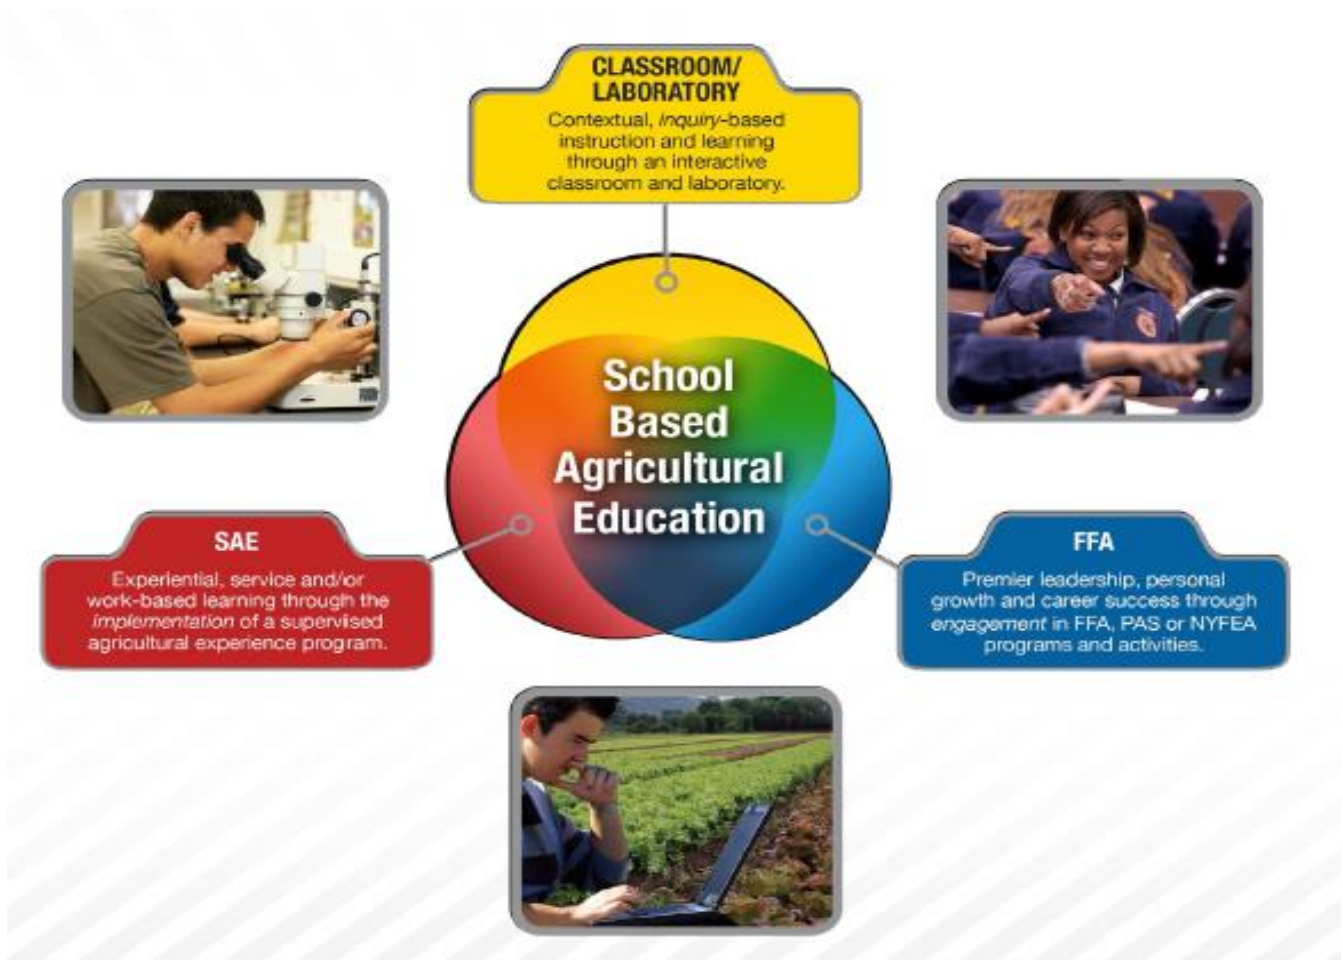 CLASSROOM/
LABORATORY
Contextual, inquiry-based
instruction and learning
through an interactive
classroom and laboratory.
School
Based
Agricultural
Education
SAE
Experiential, service and/or
work-based learning through the
implementation of a supervised
agricultural experience program.
FFA
Premier leadership, personal
growth and career success through
engagement in FFA, PAS or NYFEA
programs and activities.